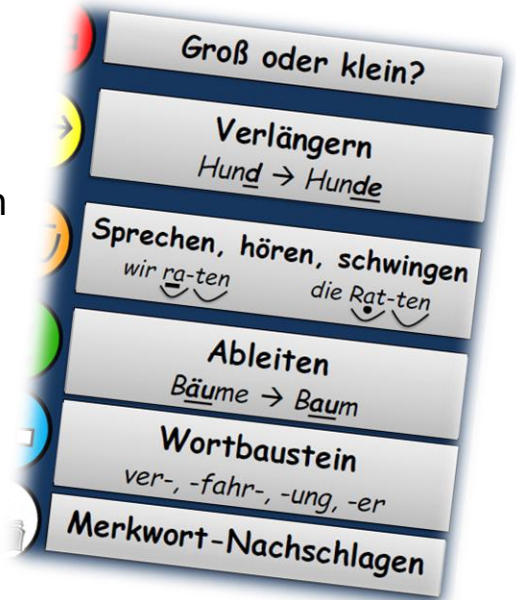 Groß oder klein?
Verlängern
Hund → Hunde
n
Sprechen, hören, schwingen
wir ra-ten die Rat-ten
Ableiten
Bäume → Baum
Wortbaustein
ver-, -fahr-, -ung, -er
Merkwort-Nachschlagen